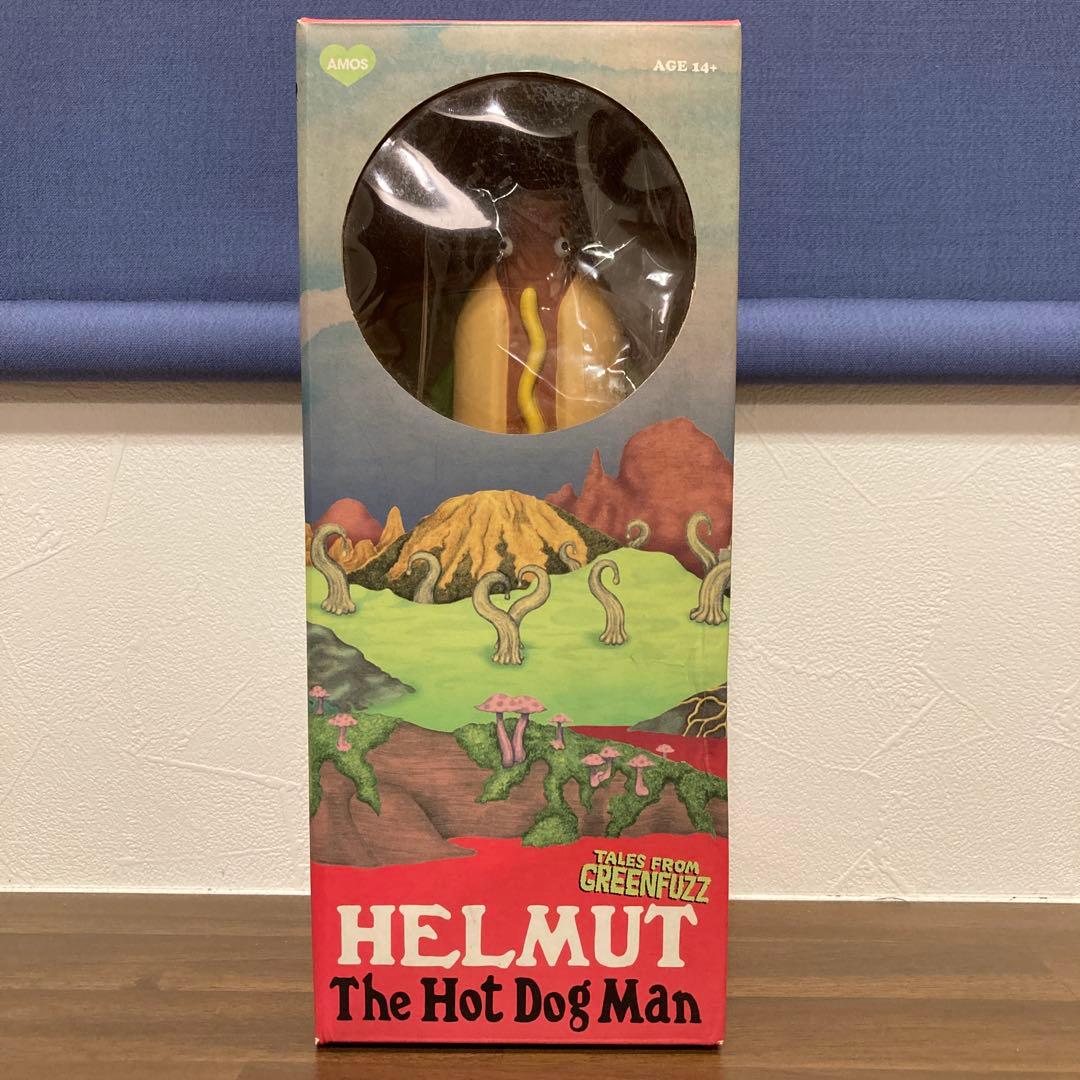 AMOS
AGE 14+
TALES FROM
GREENFUZZ
HELMUT
The Hot Dog Man